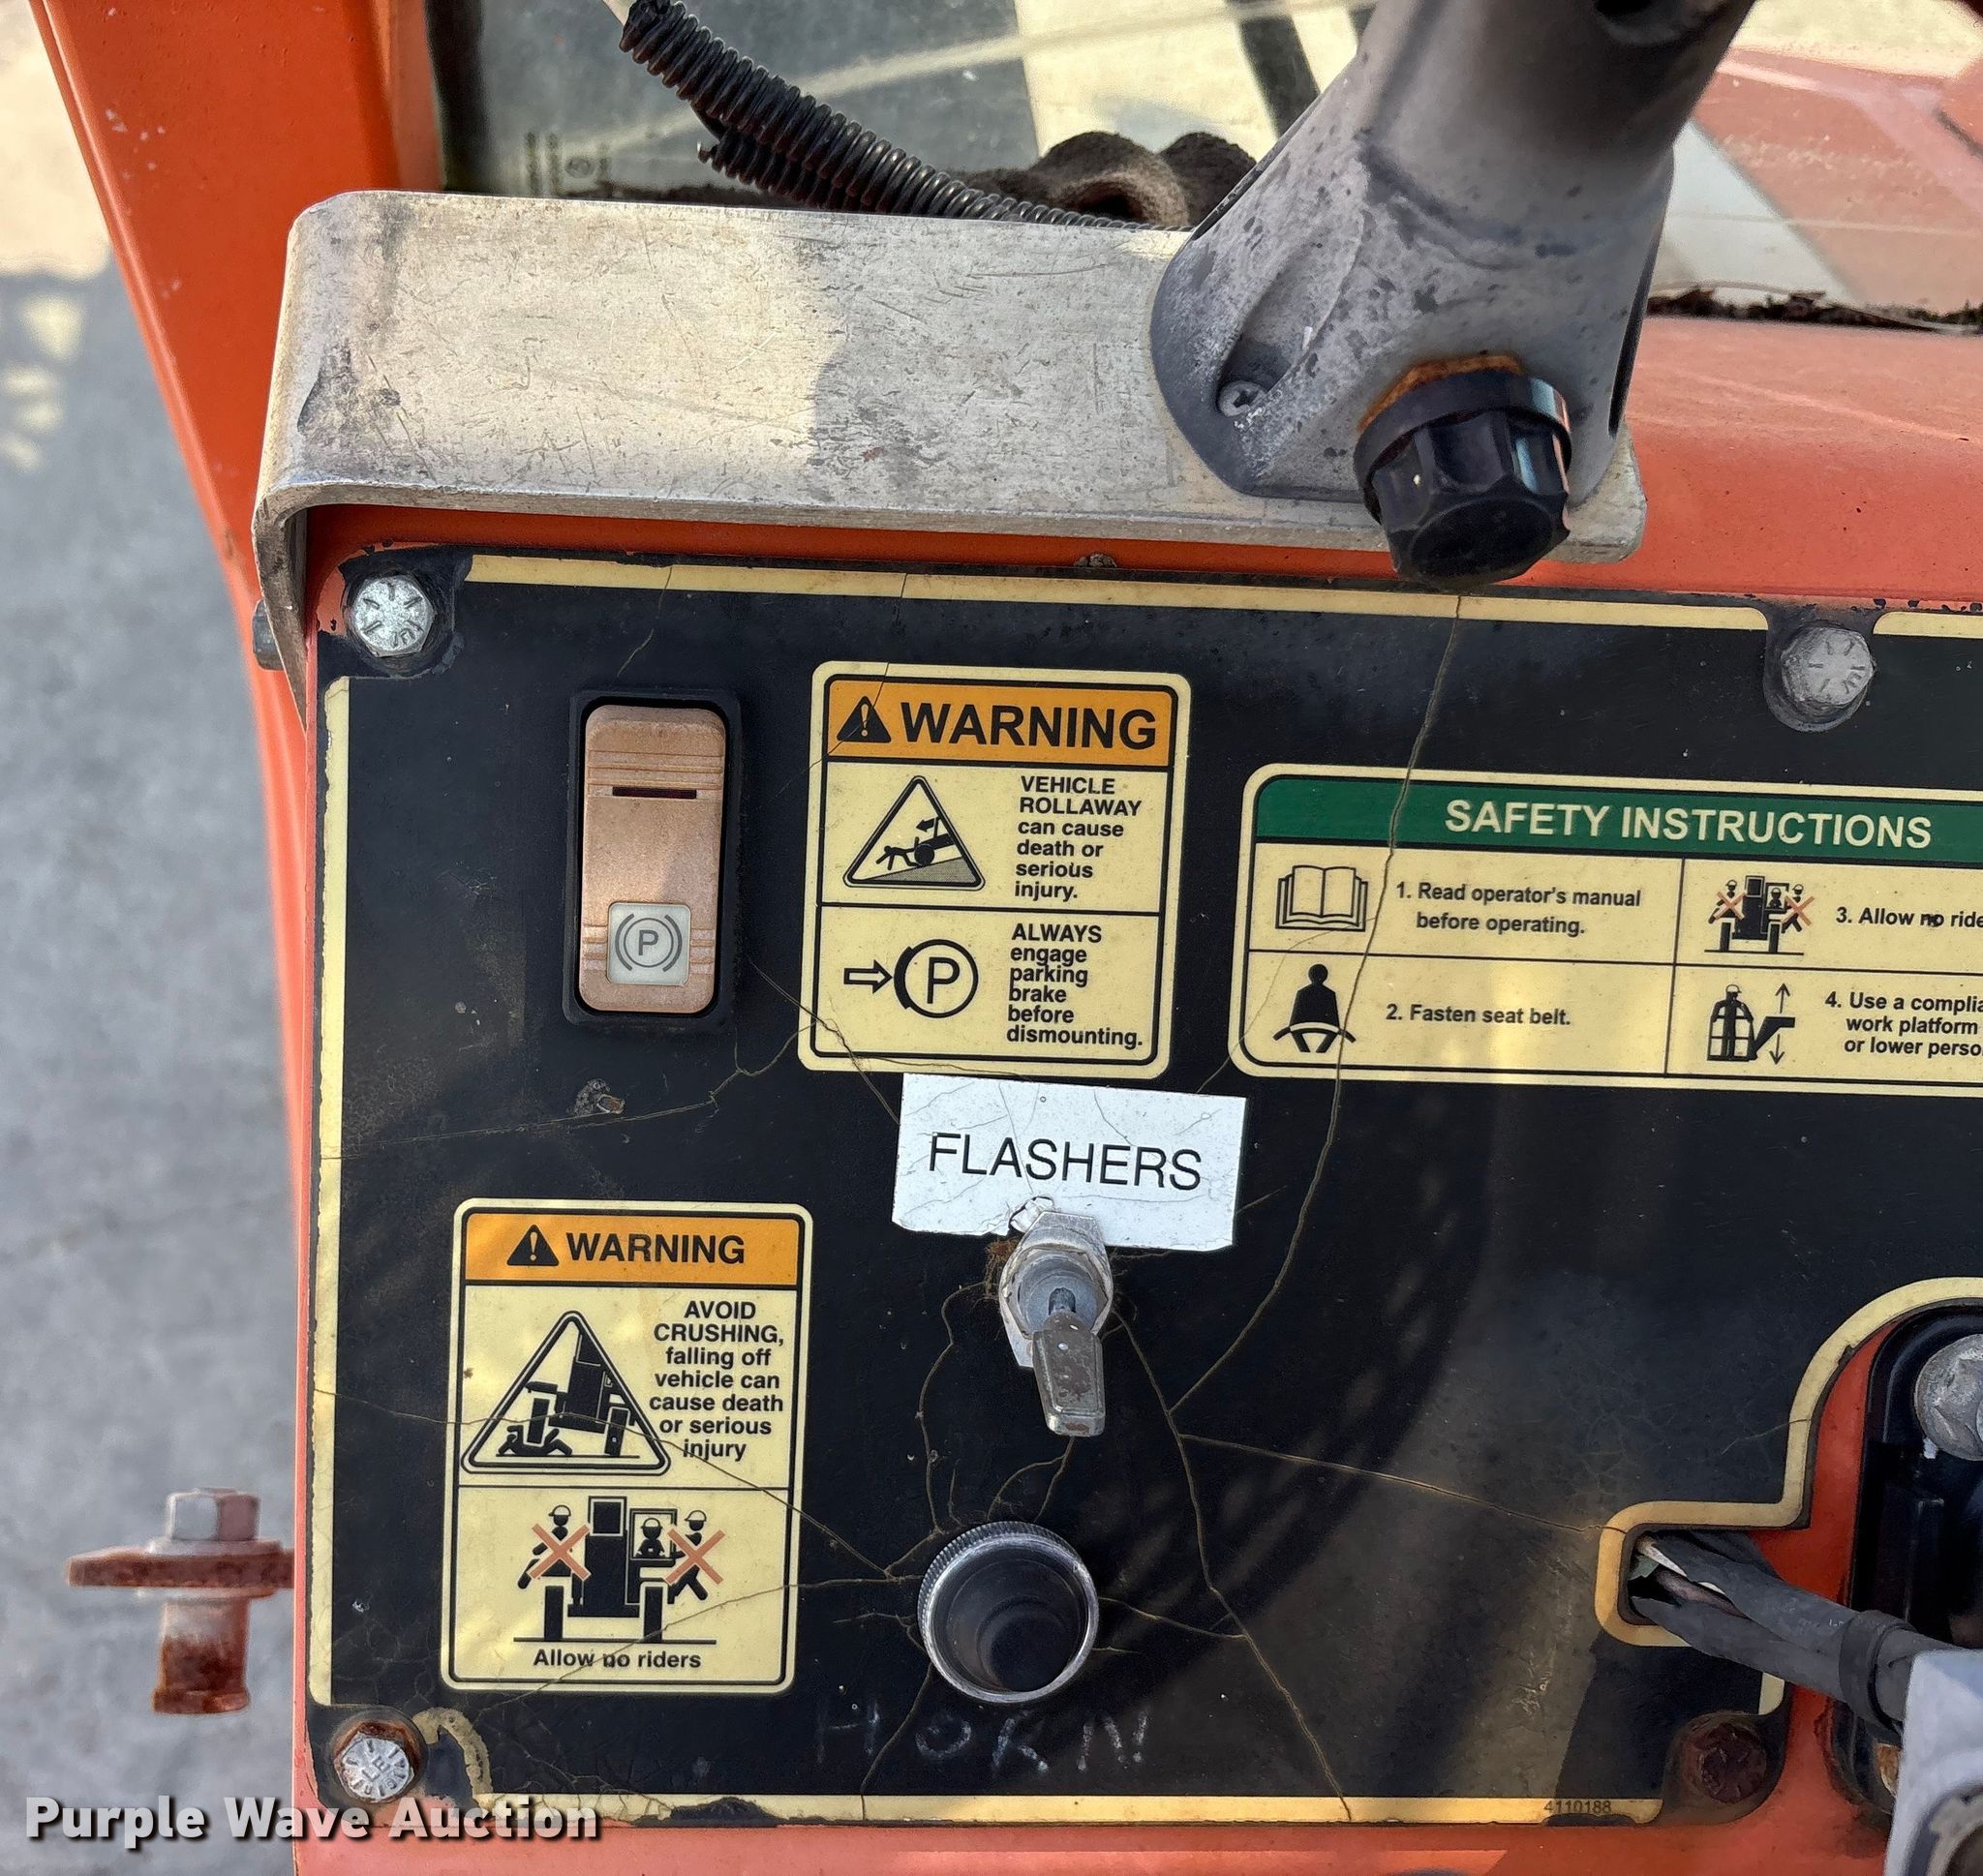 WARNING
VEHICLE
ROLLAWAY
can cause
death or
serious
injury.
P
ALWAYS
engage
parking
brake
before
dismounting.
P
SAFETY INSTRUCTIONS
1. Read operator's manual
before operating.
2. Fasten seat belt.
3. Allow no
4. Use a
work platform
or lower
FLASHERS
WARNING
AVOID
CRUSHING,
falling off
vehicle can
cause death
or serious
injury
Allow no riders
HORN
4110188
Purple Wave Auction